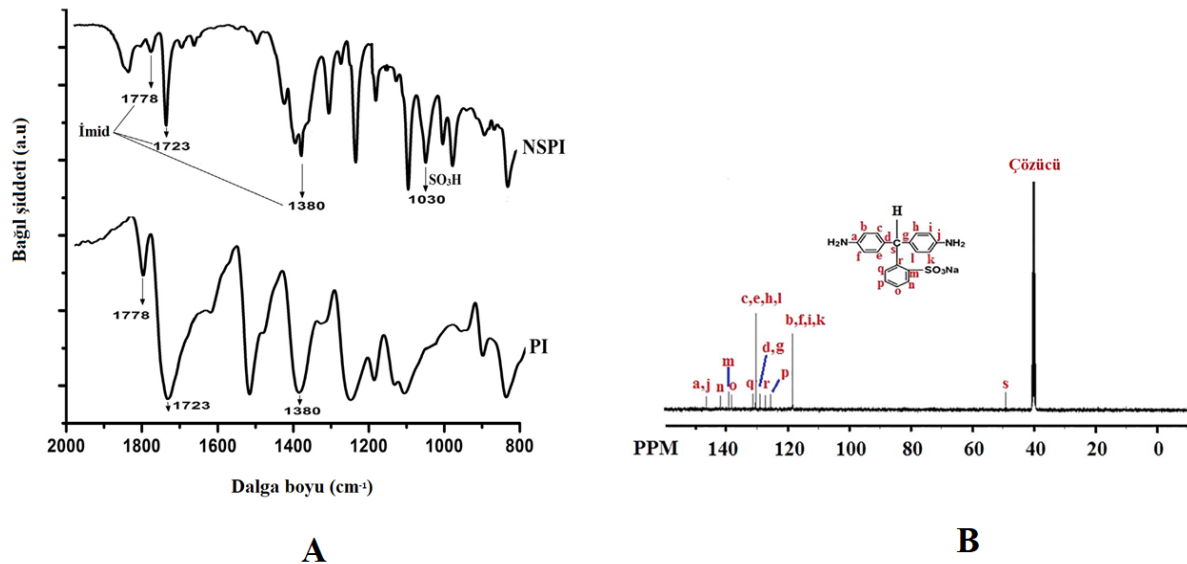 Bağıl şiddeti (a.u)
1778
İmid
1723
1380
SO₃H
1030
NSPI
1778
1723
1380
PI
2000 1800 1600 1400 1200 1000 800
Dalga boyu (cm⁻¹)
A
Çözücü
H
b c h i
H₂N a d g j NH₂
C
s
f e l k
r
q m SO₃Na
p n
o
c,e,h,l
b,f,i,k
d,g
m
a,j n o q r p
s
PPM 140 120 100 80 60 40 20 0
B